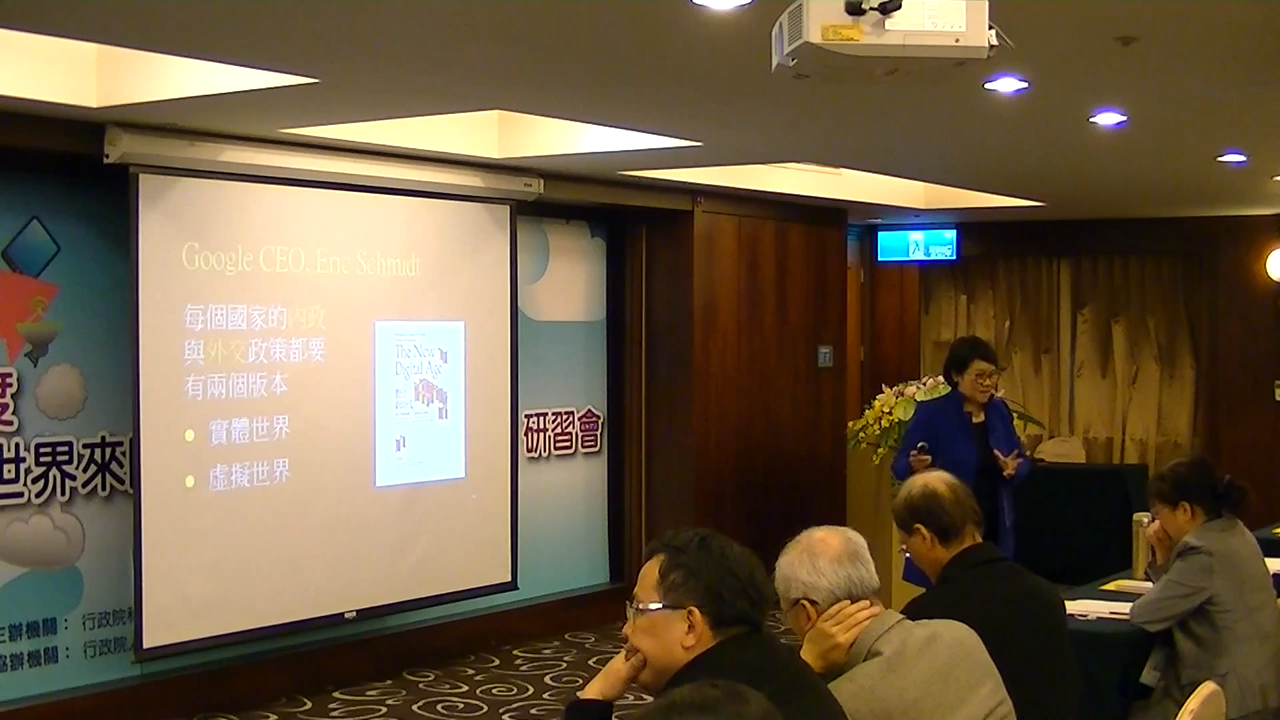 Google CEO, Eric Schmidt
每個國家的內政
與外交政策都要
有兩個版本
實體世界
虛擬世界
The New
Digital Age
度
世界來
研習會
主辦機關：行政院
協辦機關：行政院